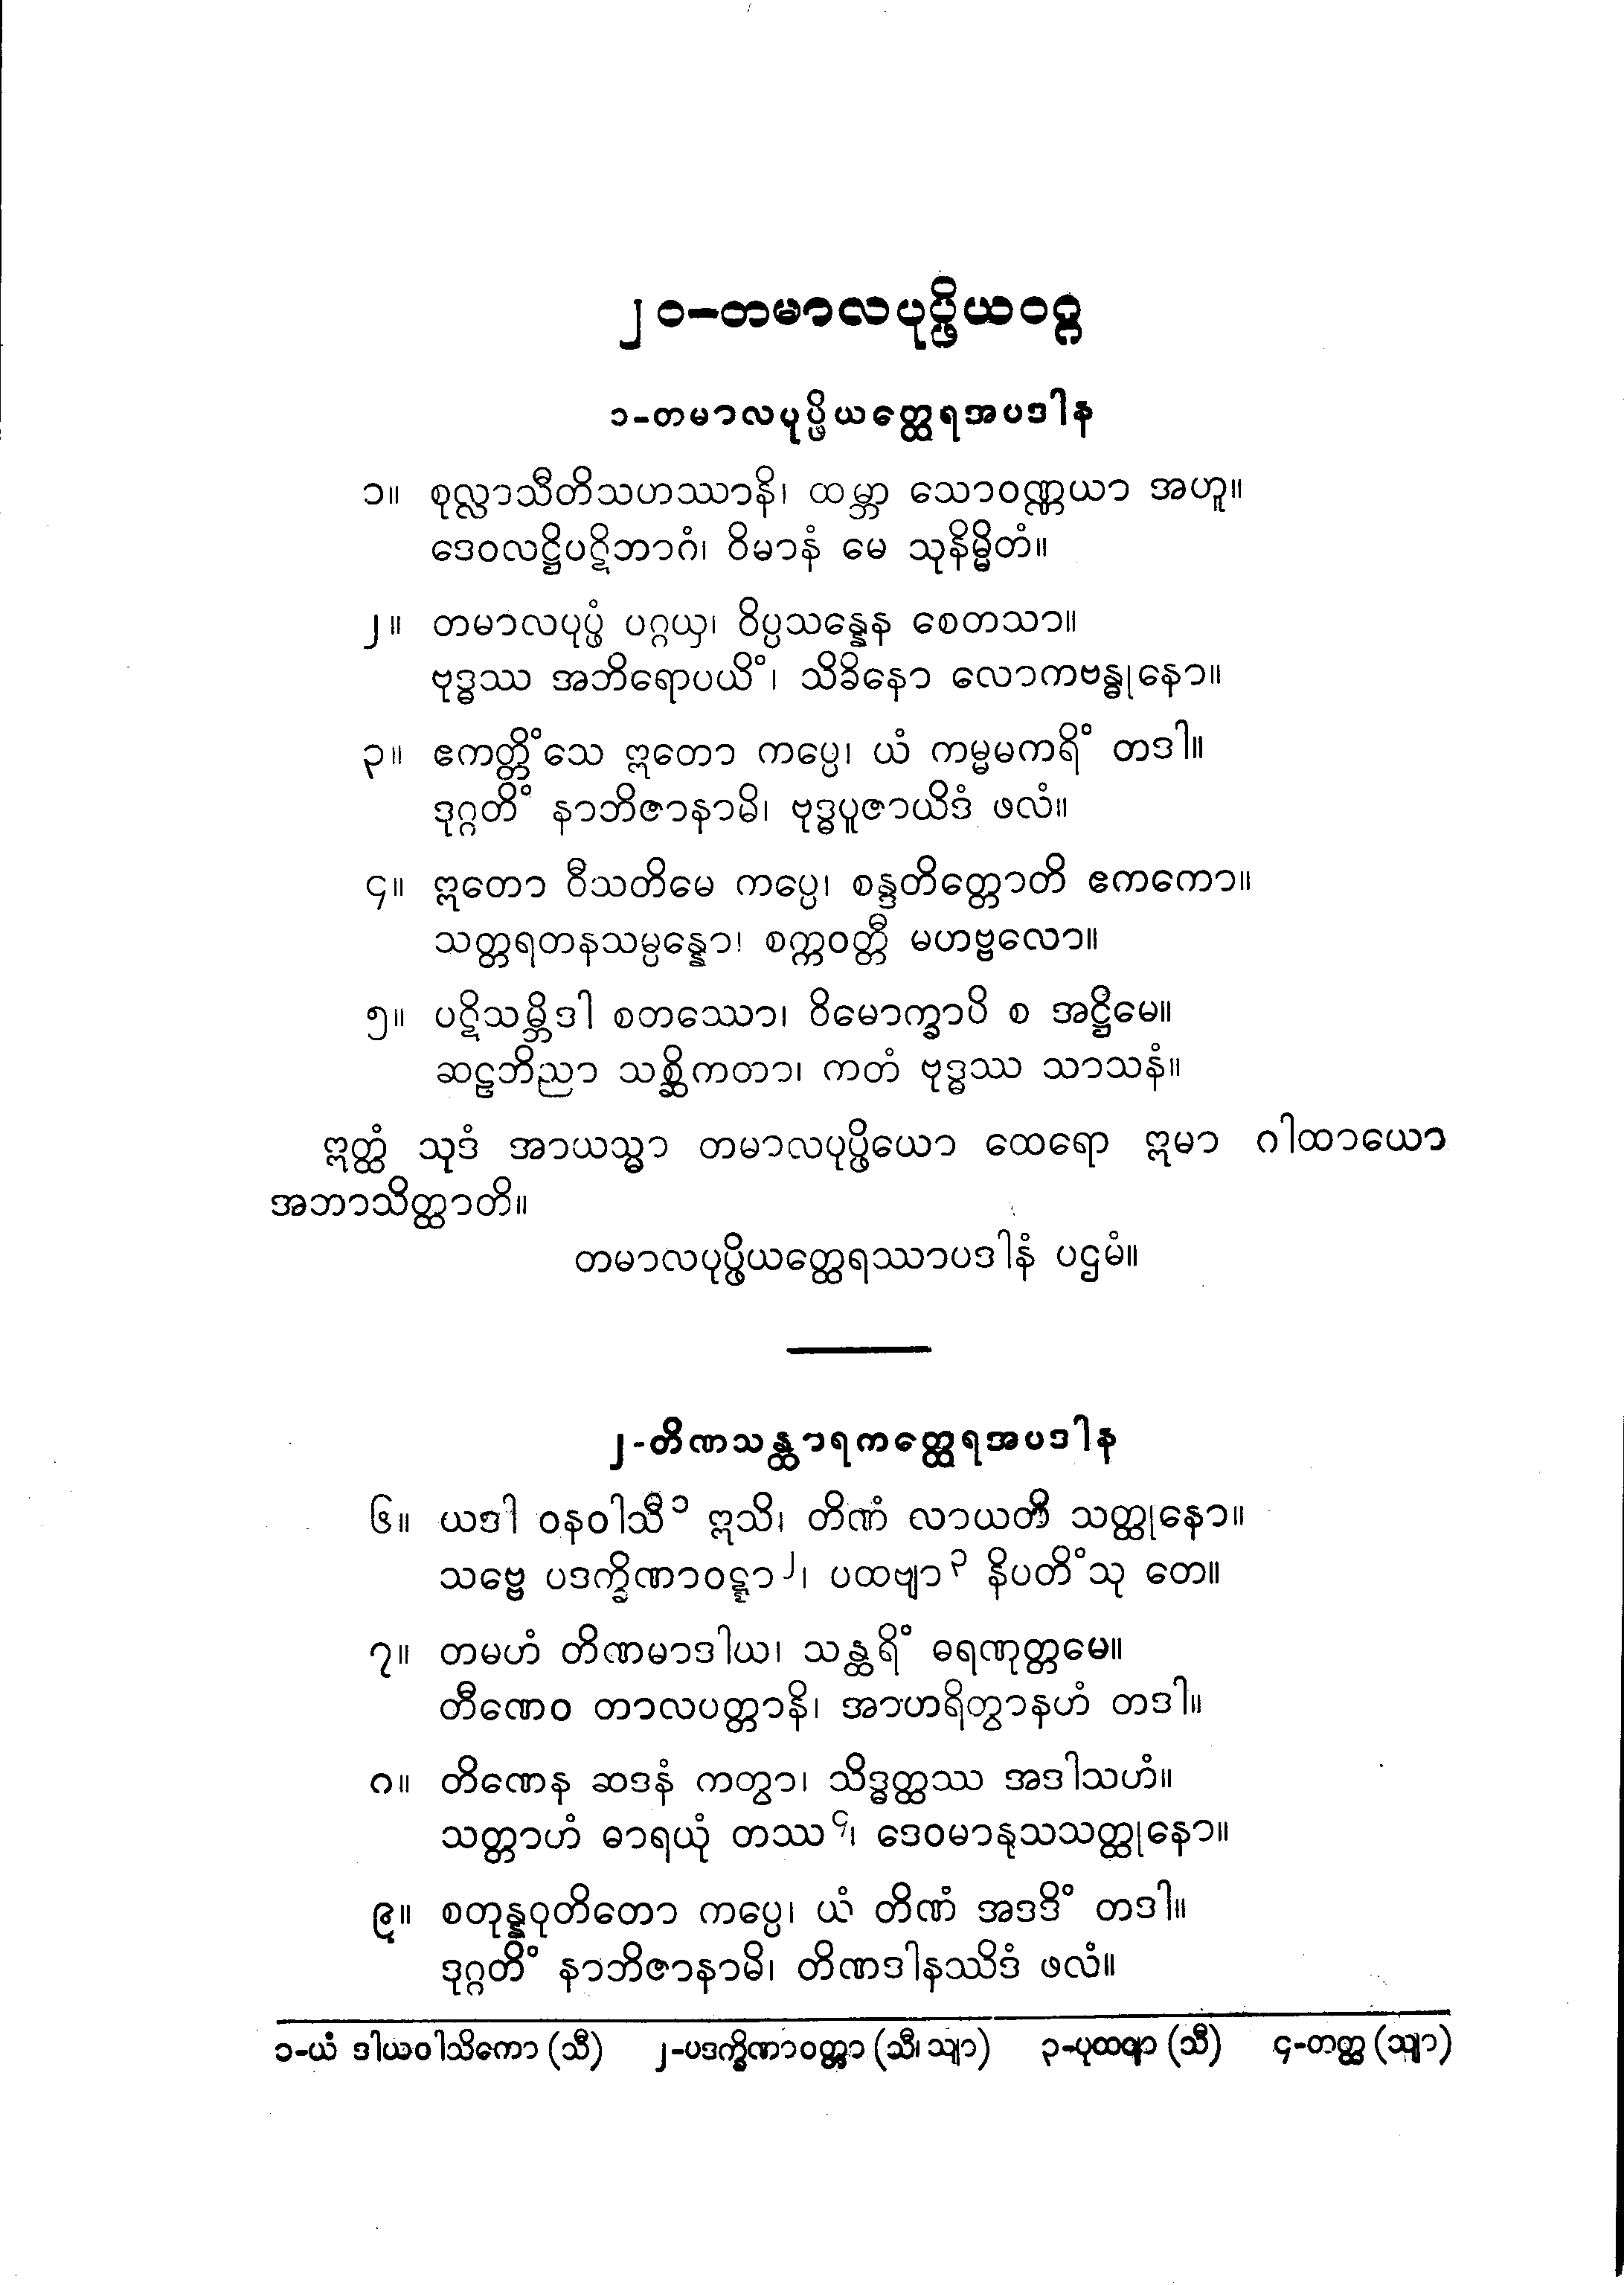 ၂၀-တမာလပုပ္ဖိယဝဂ္ဂ
၁-တမာလပုပ္ဖိယတ္ထေရအပဒါန
၁။ စုလ္လာသီတိသဟဿာနိ၊ ထမ္ဘာ သောဝဏ္ဏယာ အဟူ။
ဒေဝလဋ္ဌိပဋိဘာဂံ၊ ဝိမာနံ မေ သုနိမ္မိတံ။
၂။ တမာလပုပ္ဖံ ပဂ္ဂယှ၊ ဝိပ္ပသန္နေန စေတသာ။
ဗုဒ္ဓဿ အဘိရောပယိံ၊ သိခိနော လောကဗန္ဓုနော။
၃။ ဧကတ္တိံသေ ဣတော ကပ္ပေ၊ ယံ ကမ္မမကရိံ တဒါ။
ဒုဂ္ဂတိံ နာဘိဇာနာမိ၊ ဗုဒ္ဓပူဇာယိဒံ ဖလံ။
၄။ ဣတော ဝီသတိမေ ကပ္ပေ၊ စန္ဒတိတ္တောတိ ဧကကော။
သတ္တရတနသမ္ပန္နော၊ စက္ကဝတ္တီ မဟဗ္ဗလော။
၅။ ပဋိသမ္ဘိဒါ စတဿော၊ ဝိမောက္ခာပိ စ အဋ္ဌိမေ။
ဆဠဘိညာ သစ္ဆိကတာ၊ ကတံ ဗုဒ္ဓဿ သာသနံ။
ဣတ္ထံ သုဒံ အာယသ္မာ တမာလပုပ္ဖိယော ထေရော ဣမာ ဂါထာယော
အဘာသိတ္ထာတိ။
တမာလပုပ္ဖိယတ္ထေရဿာပဒါနံ ပဌမံ။
၂-တိဏသန္ထာရကတ္ထေရအပဒါန
၆။ ယဒါ ဝနဝါသီ၁ ဣသိ၊ တိဏံ လာယတိ သတ္ထုနော။
သဗ္ဗေ ပဒက္ခိဏာဝဋ္ဋာ၂၊ ပထဗျာ၃ နိပတိံသု တေ။
၇။ တမဟံ တိဏမာဒါယ၊ သန္ထရိံ ဓရဏုတ္တမေ။
တီဏေဝ တာလပတ္တာနိ၊ အာဟရိတွာနဟံ တဒါ။
၈။ တိဏေန ဆဒနံ ကတွာ၊ သိဒ္ဓတ္ထဿ အဒါသဟံ။
သတ္တာဟံ ဓာရယုံ တဿ၄၊ ဒေဝမာနုသသတ္ထုနော။
၉။ စတုန္နဝုတိတော ကပ္ပေ၊ ယံ တိဏံ အဒဒိံ တဒါ။
ဒုဂ္ဂတိံ နာဘိဇာနာမိ၊ တိဏဒါနဿိဒံ ဖလံ။
၁-ယံ ဒါယဝါသိကော (သီ) ၂-ပဒက္ခိဏာဝတ္တာ (သီ၊ သျာ) ၃-ပုထဗျာ (သီ) ၄-တတ္ထ (သျာ)